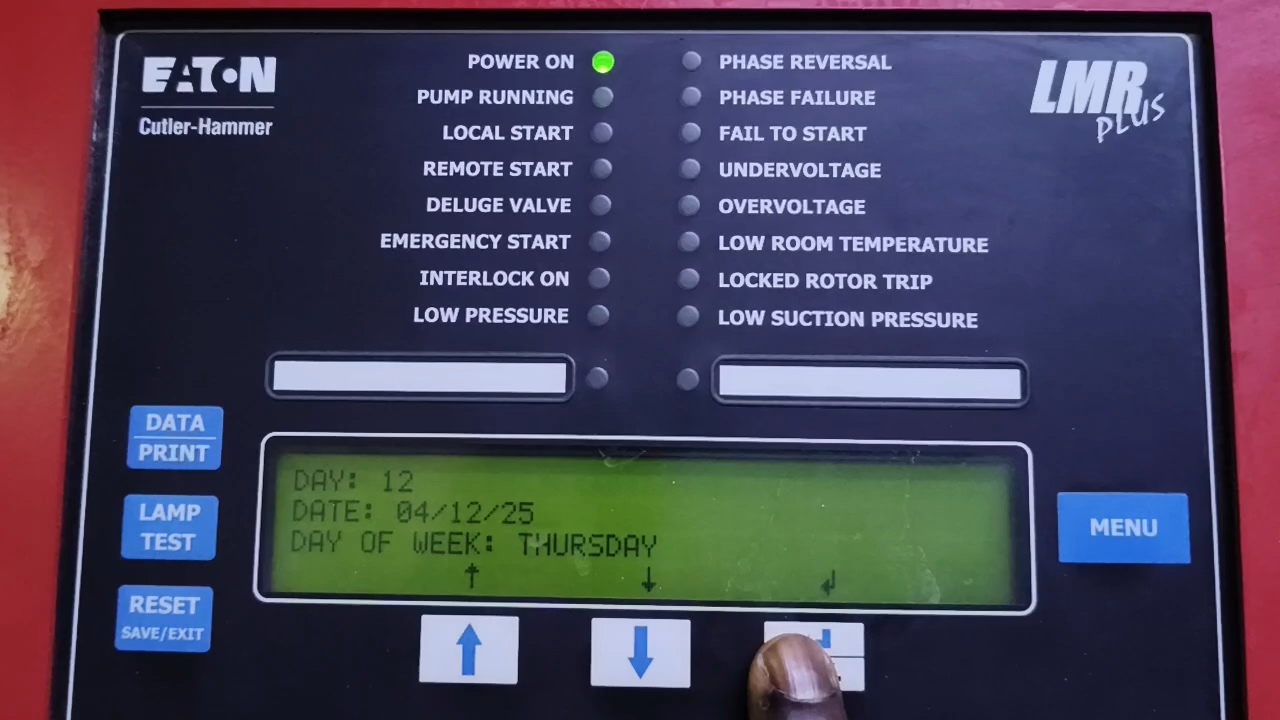 EATON
Cutler-Hammer
LMR
PLUS
POWER ON
PUMP RUNNING
LOCAL START
REMOTE START
DELUGE VALVE
EMERGENCY START
INTERLOCK ON
LOW PRESSURE
PHASE REVERSAL
PHASE FAILURE
FAIL TO START
UNDERVOLTAGE
OVERVOLTAGE
LOW ROOM TEMPERATURE
LOCKED ROTOR TRIP
LOW SUCTION PRESSURE
DATA
PRINT
LAMP
TEST
RESET
SAVE/EXIT
DAY: 12
DATE: 04/12/25
DAY OF WEEK: THURSDAY
↑ ↓ ↲
MENU